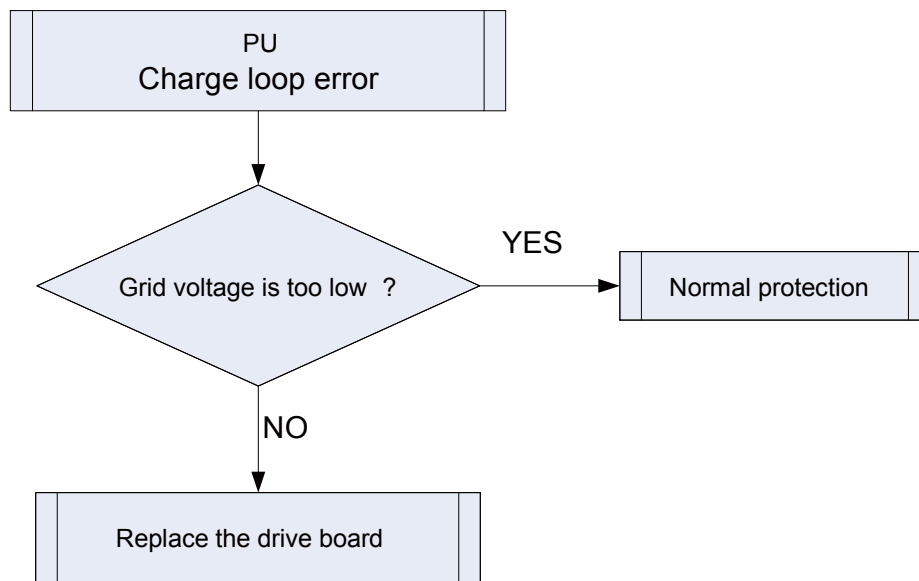 PU
Charge loop error
YES
Grid voltage is too low ?
Normal protection
NO
Replace the drive board